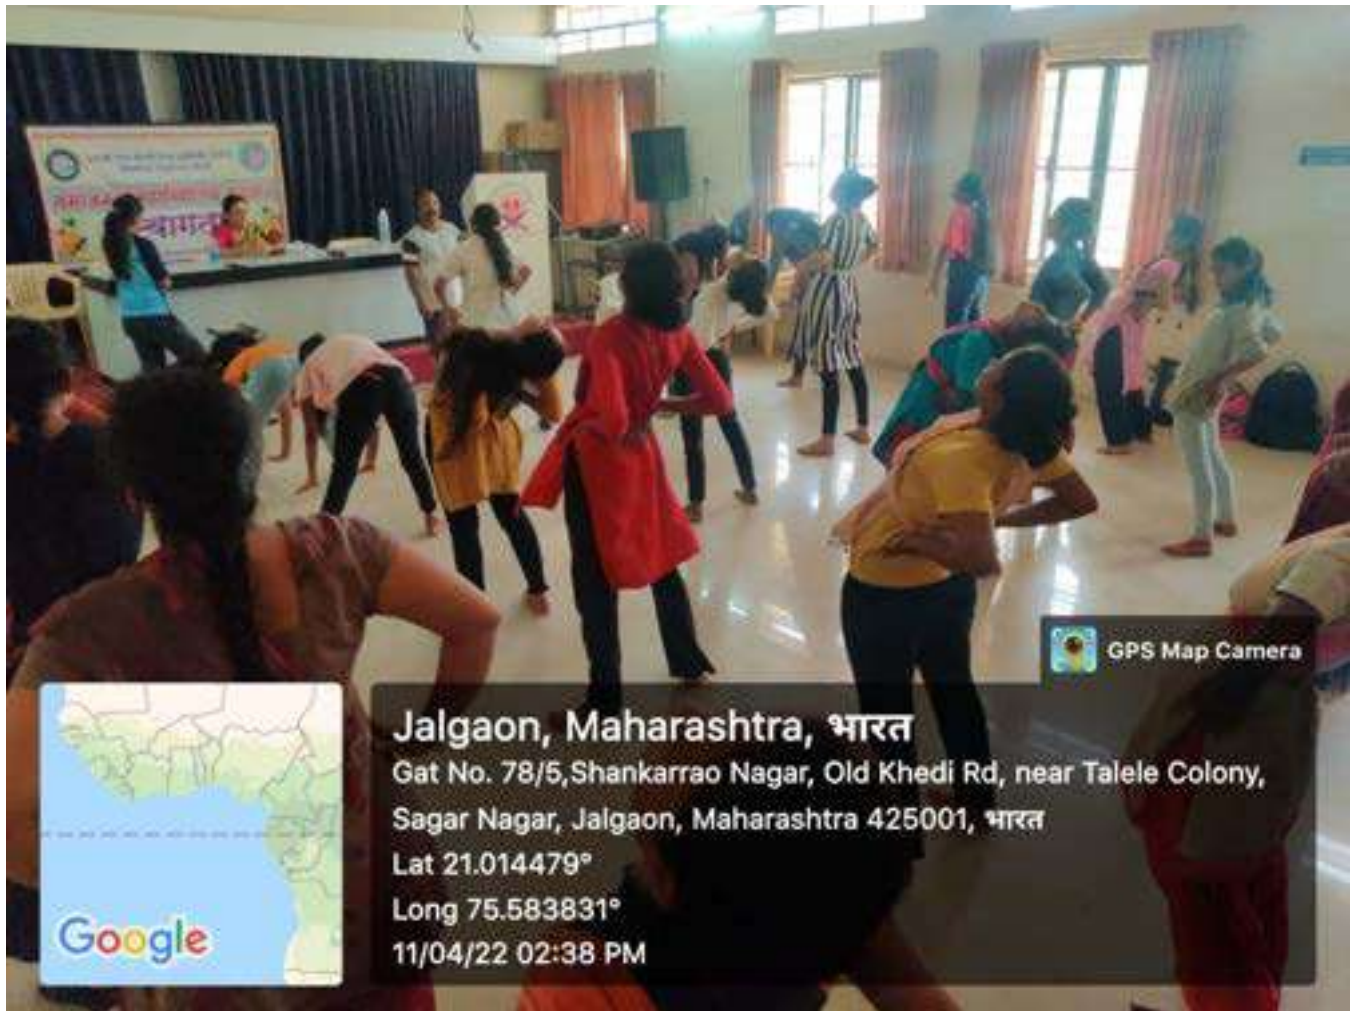 स्वागत
GPS Map Camera
Jalgaon, Maharashtra, भारत
Gat No. 78/5,Shankarrao Nagar, Old Khedi Rd, near Talele Colony,
Sagar Nagar, Jalgaon, Maharashtra 425001, भारत
Lat 21.014479°
Long 75.583831°
11/04/22 02:38 PM
Google